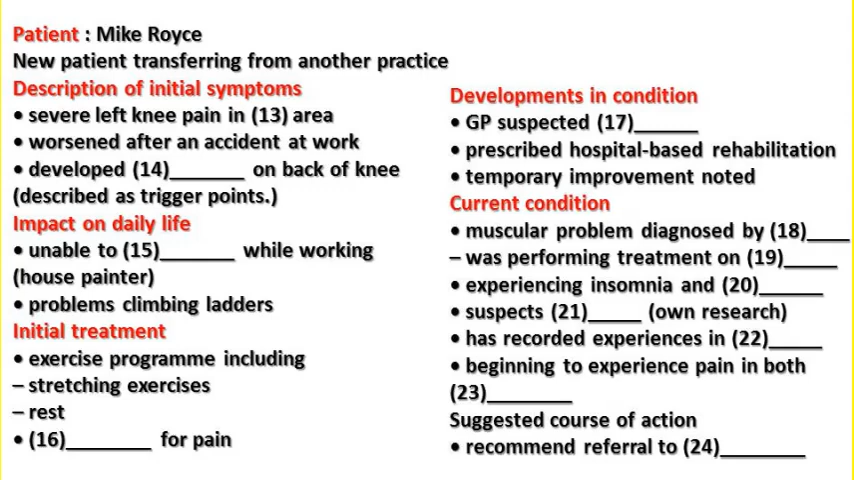 Patient : Mike Royce
New patient transferring from another practice
Description of initial symptoms
• severe left knee pain in (13) area
• worsened after an accident at work
• developed (14)_______ on back of knee
(described as trigger points.)
Impact on daily life
• unable to (15)_______ while working
(house painter)
• problems climbing ladders
Initial treatment
• exercise programme including
– stretching exercises
– rest
• (16)________ for pain
Developments in condition
• GP suspected (17)______
• prescribed hospital-based rehabilitation
• temporary improvement noted
Current condition
• muscular problem diagnosed by (18)____
– was performing treatment on (19)_____
• experiencing insomnia and (20)______
• suspects (21)_____ (own research)
• has recorded experiences in (22)_____
• beginning to experience pain in both
(23)________
Suggested course of action
• recommend referral to (24)________